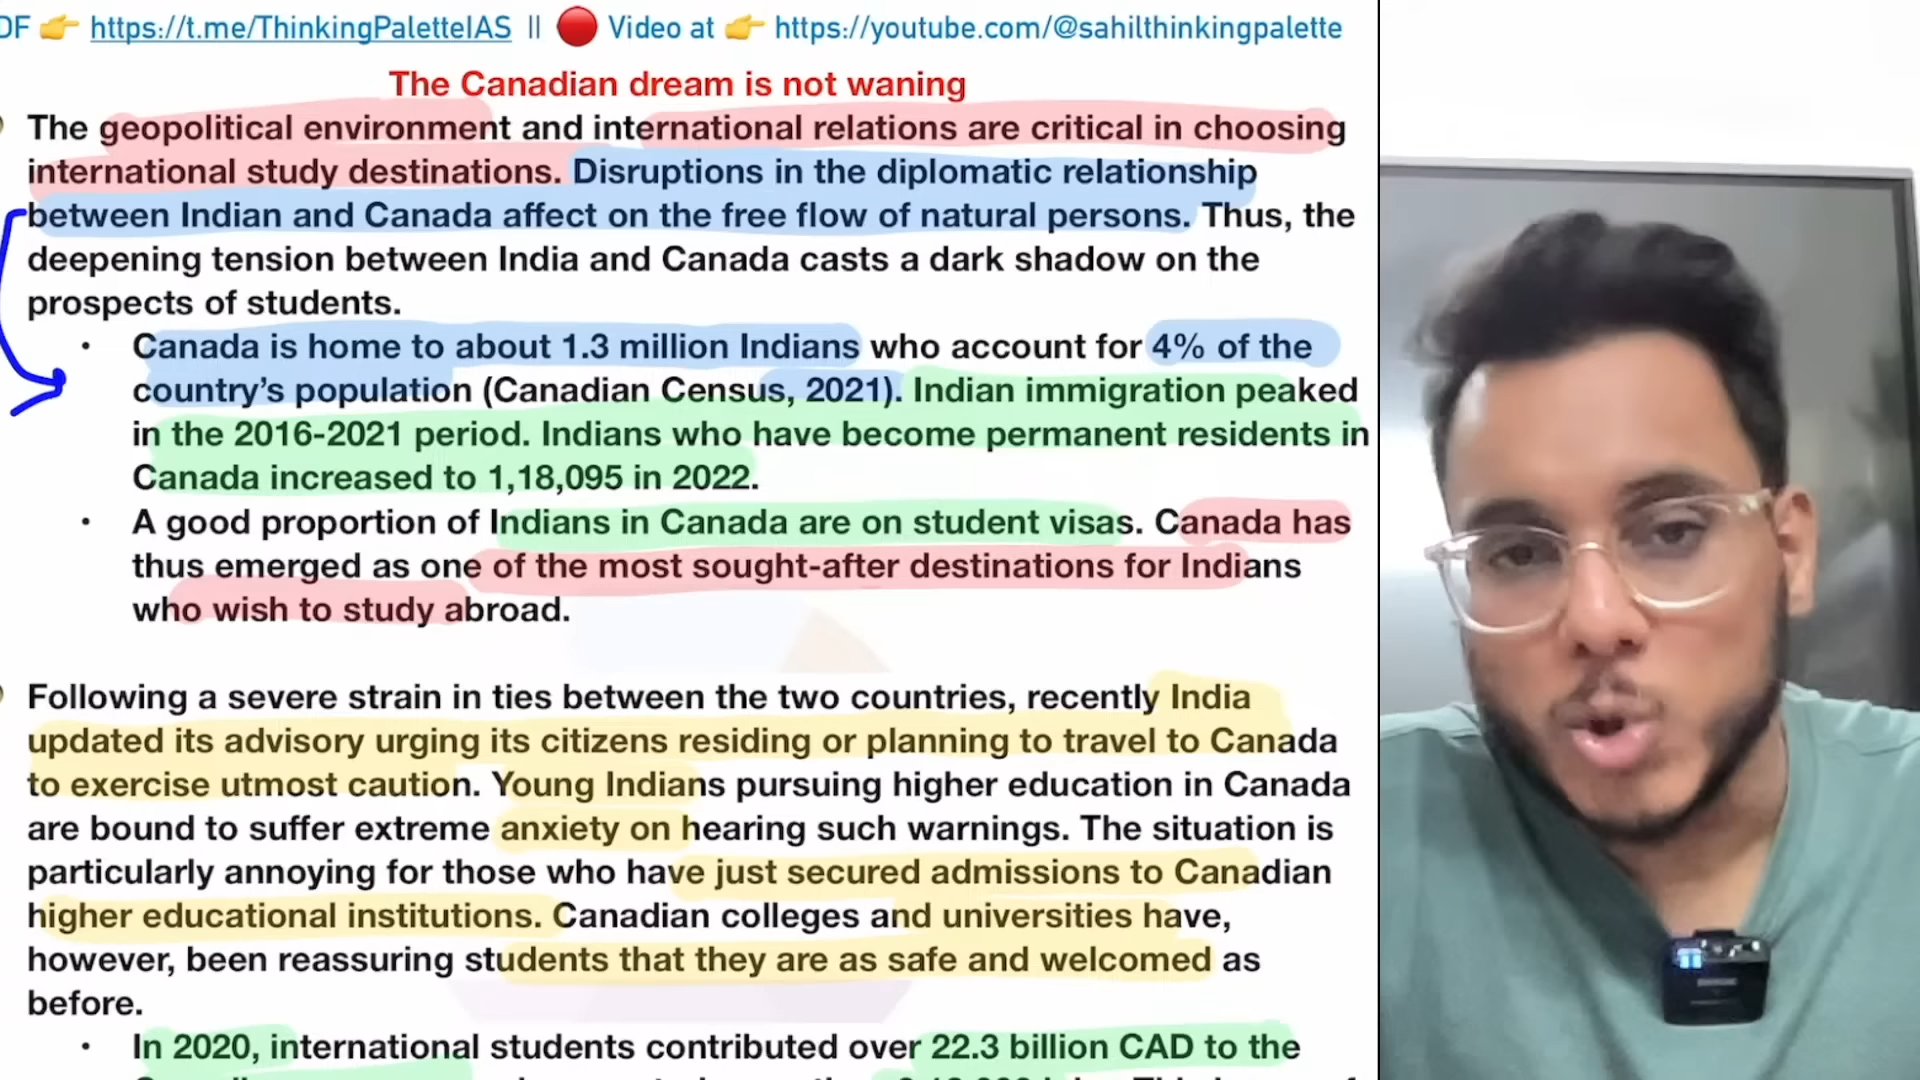 DF 👉 https://t.me/ThinkingPaletteIAS || 🔴 Video at 👉 https://youtube.com/@sahilthinkingpalette
The Canadian dream is not waning
The geopolitical environment and international relations are critical in choosing
international study destinations. Disruptions in the diplomatic relationship
between Indian and Canada affect on the free flow of natural persons. Thus, the
deepening tension between India and Canada casts a dark shadow on the
prospects of students.
• Canada is home to about 1.3 million Indians who account for 4% of the
country's population (Canadian Census, 2021). Indian immigration peaked
in the 2016-2021 period. Indians who have become permanent residents in
Canada increased to 1,18,095 in 2022.
• A good proportion of Indians in Canada are on student visas. Canada has
thus emerged as one of the most sought-after destinations for Indians
who wish to study abroad.
Following a severe strain in ties between the two countries, recently India
updated its advisory urging its citizens residing or planning to travel to Canada
to exercise utmost caution. Young Indians pursuing higher education in Canada
are bound to suffer extreme anxiety on hearing such warnings. The situation is
particularly annoying for those who have just secured admissions to Canadian
higher educational institutions. Canadian colleges and universities have,
however, been reassuring students that they are as safe and welcomed as
before.
• In 2020, international students contributed over 22.3 billion CAD to the